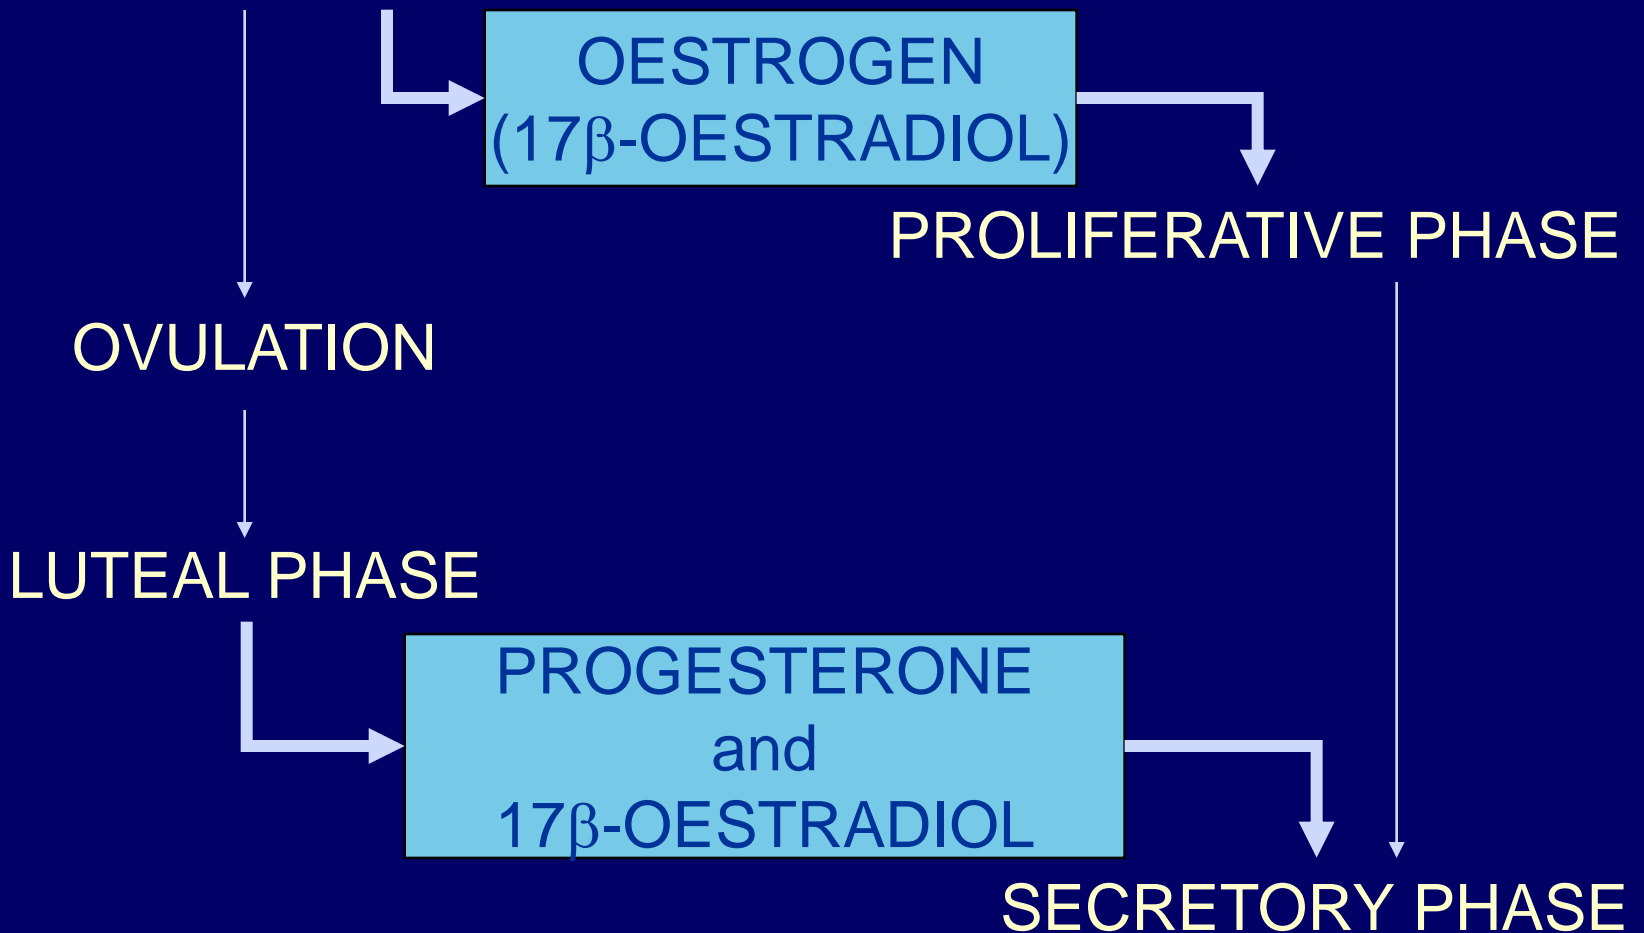 OESTROGEN
(17β-OESTRADIOL)
PROLIFERATIVE PHASE
OVULATION
LUTEAL PHASE
PROGESTERONE
and
17β-OESTRADIOL
SECRETORY PHASE